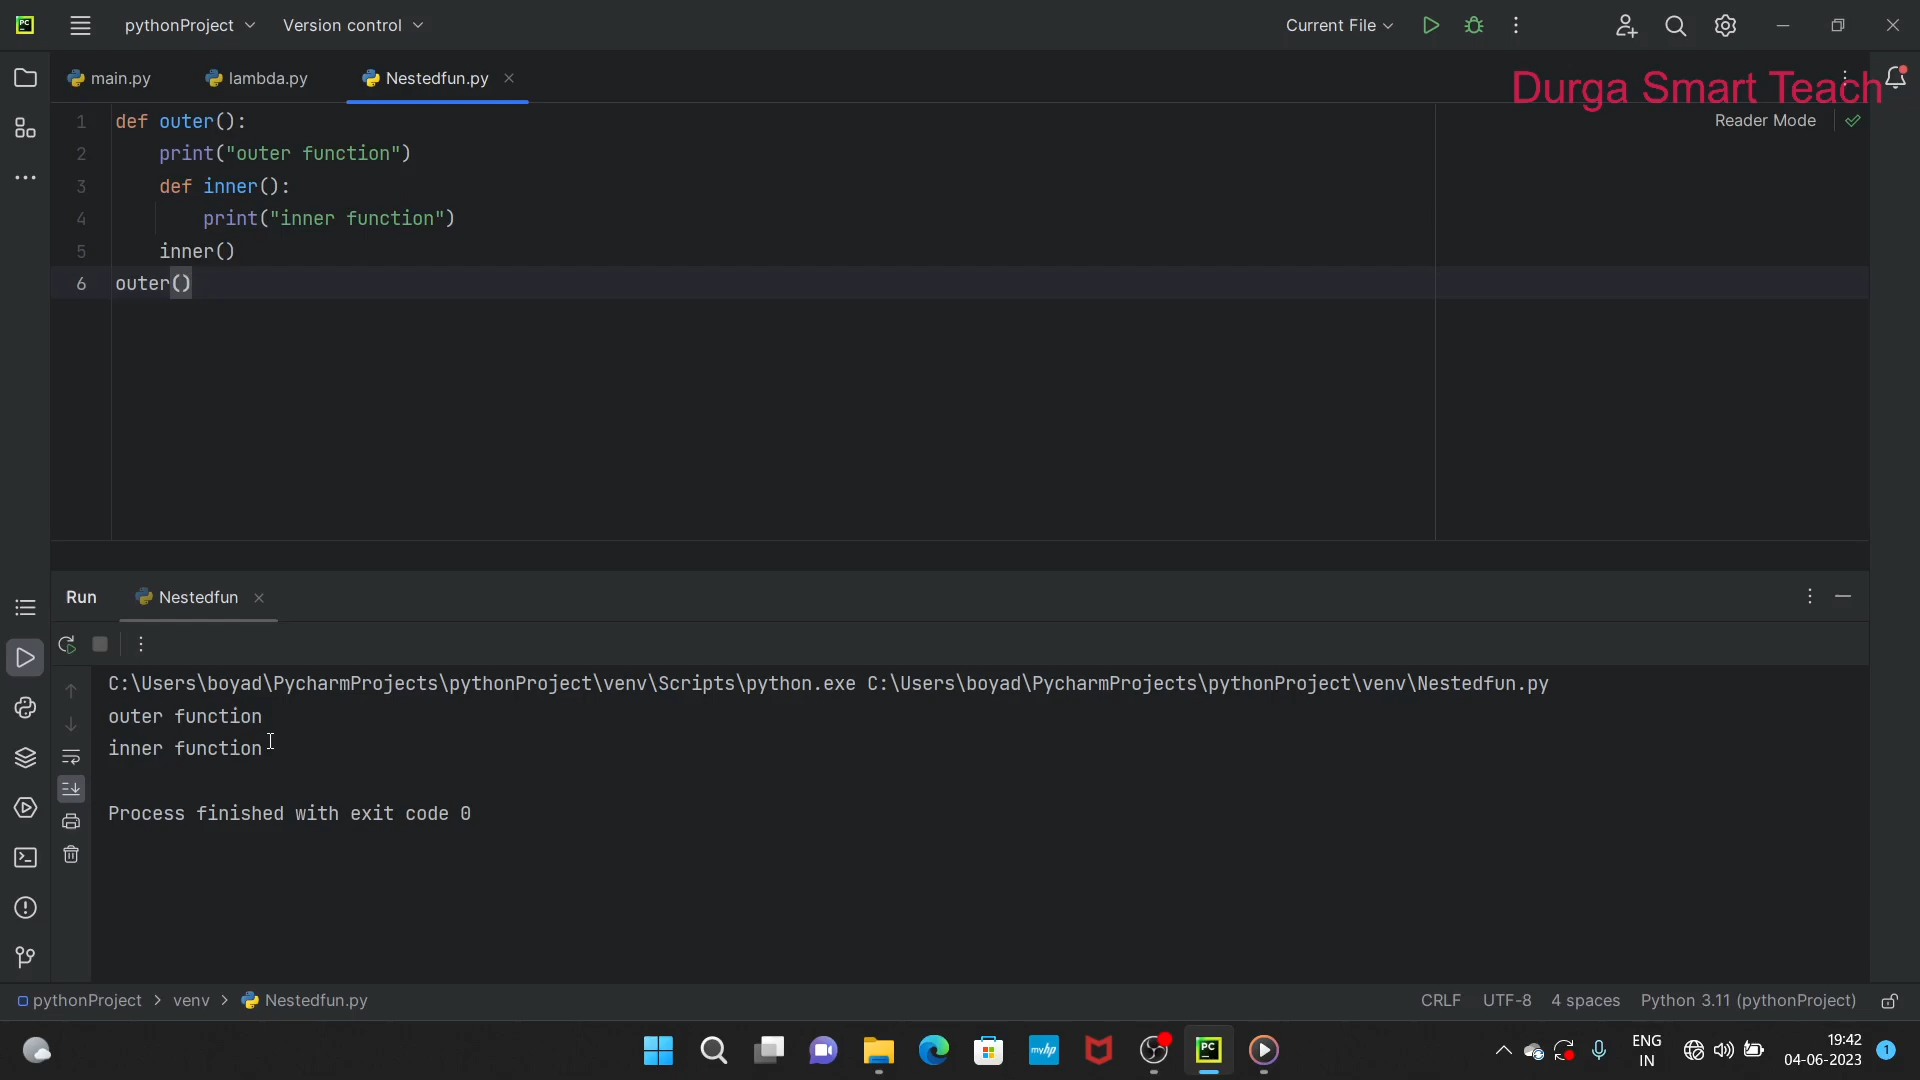 PC
pythonProject
Version control
Current File
main.py
lambda.py
Nestedfun.py
Durga Smart Teach
Reader Mode
1 def outer():
2     print("outer function")
3     def inner():
4         print("inner function")
5     inner()
6 outer()
Run
Nestedfun
C:\Users\boyad\PycharmProjects\pythonProject\venv\Scripts\python.exe C:\Users\boyad\PycharmProjects\pythonProject\venv\Nestedfun.py
outer function
inner function
Process finished with exit code 0
pythonProject > venv > Nestedfun.py
CRLF UTF-8 4 spaces Python 3.11 (pythonProject)
myhp
PC
ENG
IN
19:42
04-06-2023
1